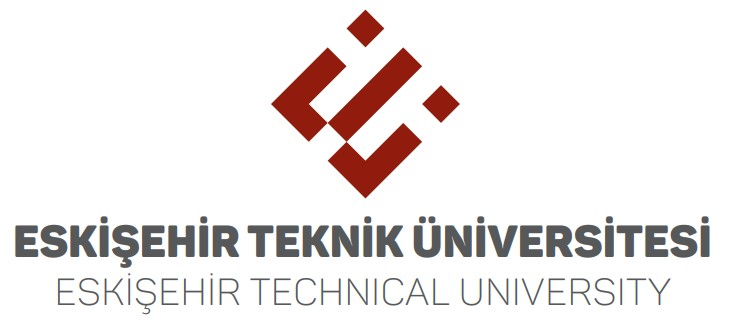 ESKİŞEHİR TEKNİK ÜNİVERSİTESİ
ESKİŞEHİR TECHNICAL UNIVERSITY